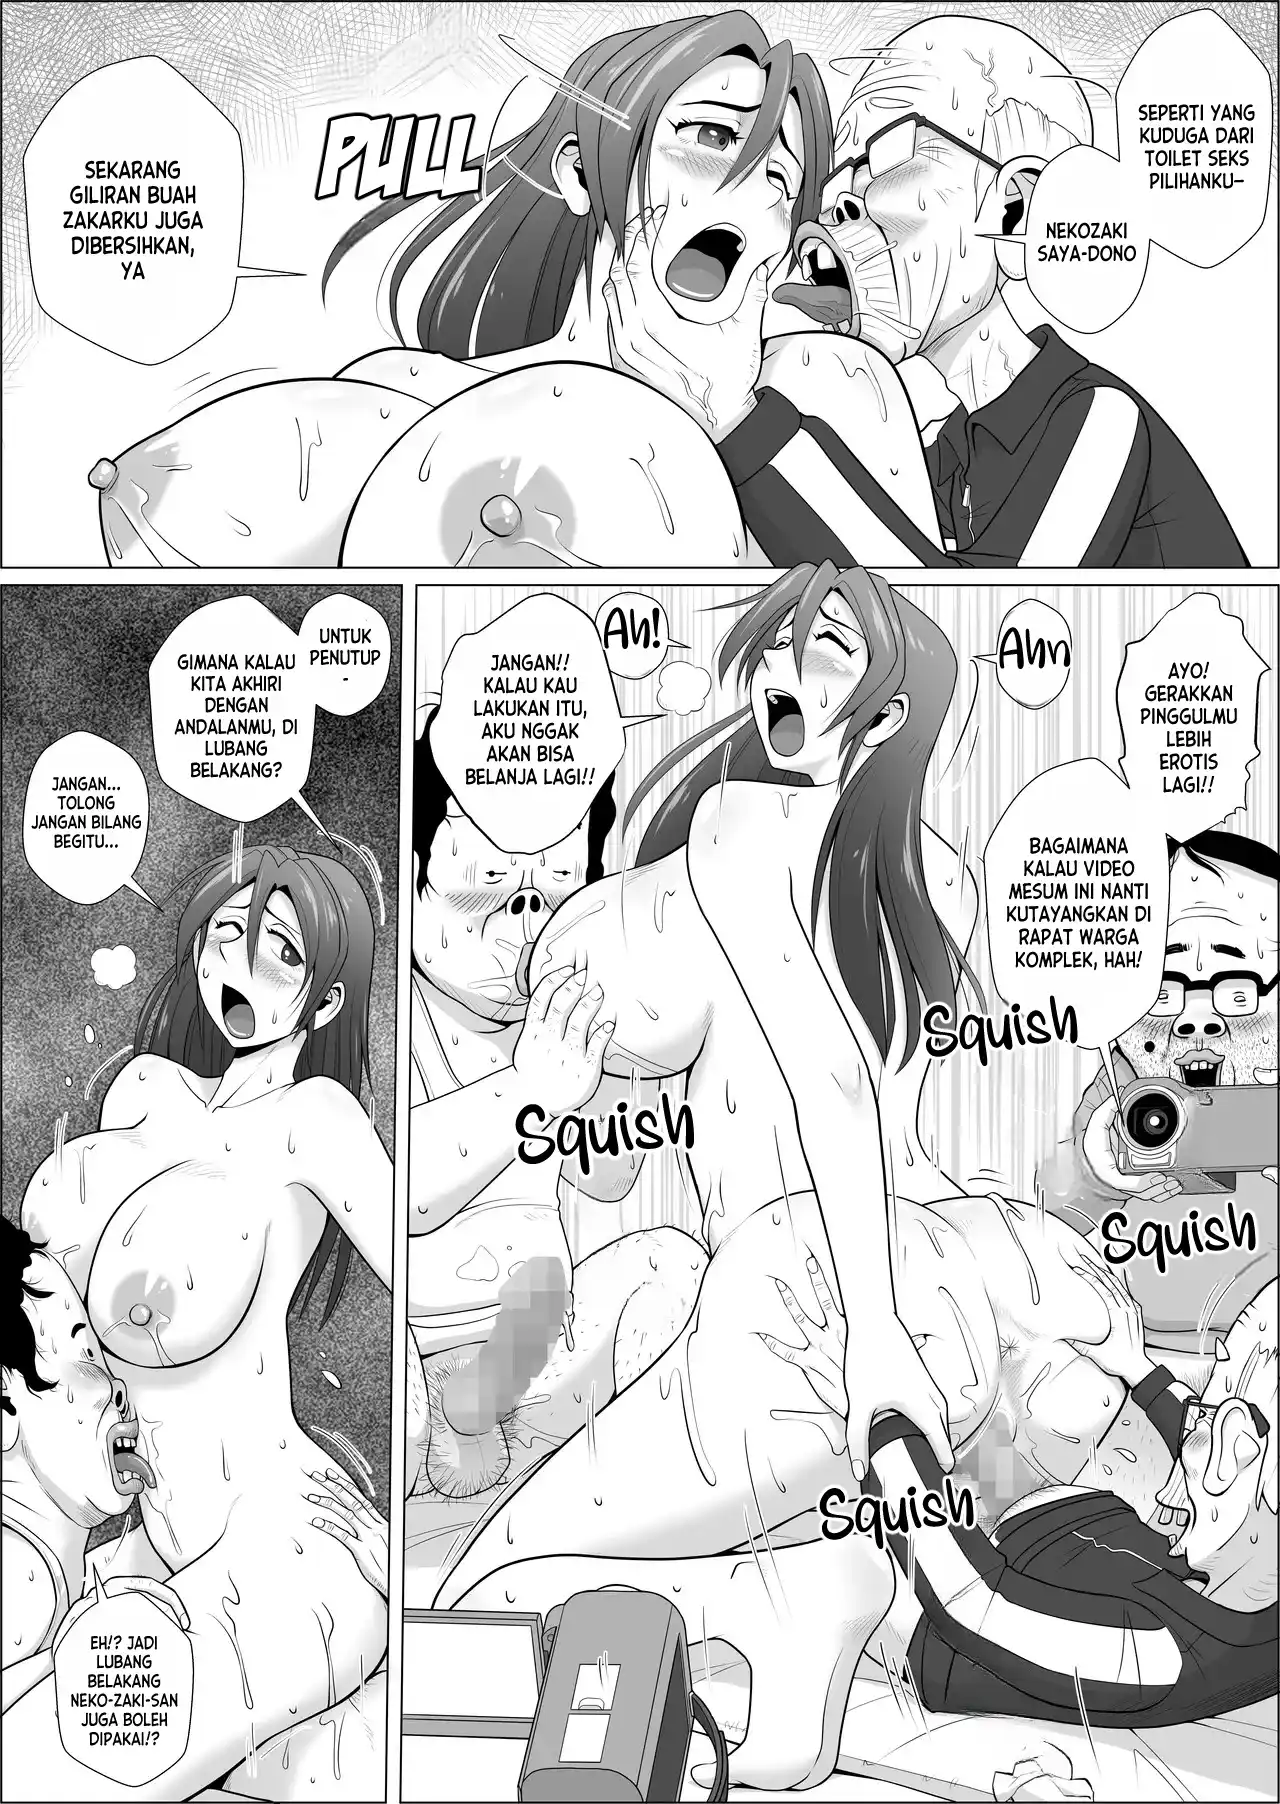 SEPERTI YANG
KUDUGA DARI
TOILET SEKS
PILIHANKU-
NEKOZAKI
SAYA-DONO
PULL
SEKARANG
GILIRAN BUAH
ZAKARKU JUGA
DIBERSIHKAN,
YA
AYO!
GERAKKAN
PINGGULMU
LEBIH
EROTIS
LAGI!!
BAGAIMANA
KALAU VIDEO
MESUM INI NANTI
KUTAYANGKAN DI
RAPAT WARGA
KOMPLEK, HAH!
Ahn
Ah!
JANGAN!!
KALAU KAU
LAKUKAN ITU,
AKU NGGAK
AKAN BISA
BELANJA LAGI!!
Squish
Squish
Squish
Squish
UNTUK
PENUTUP
-
GIMANA KALAU
KITA AKHIRI
DENGAN
ANDALANMU, DI
LUBANG
BELAKANG?
JANGAN...
TOLONG
JANGAN BILANG
BEGITU...
EH!? JADI
LUBANG
BELAKANG
NEKO-ZAKI-SAN
JUGA BOLEH
DIPAKAI!?